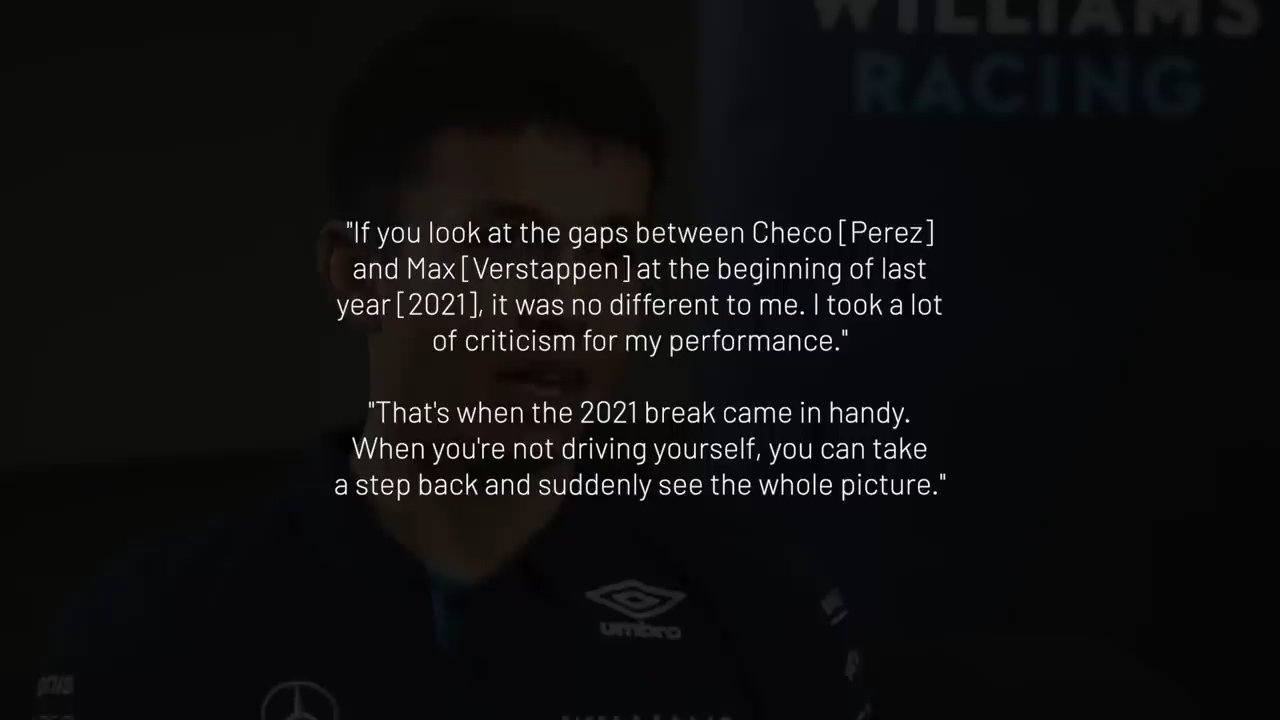 WILLIAMS
RACING
"If you look at the gaps between Checo [Perez]
and Max [Verstappen] at the beginning of last
year [2021], it was no different to me. I took a lot
of criticism for my performance."
"That's when the 2021 break came in handy.
When you're not driving yourself, you can take
a step back and suddenly see the whole picture."
umbro